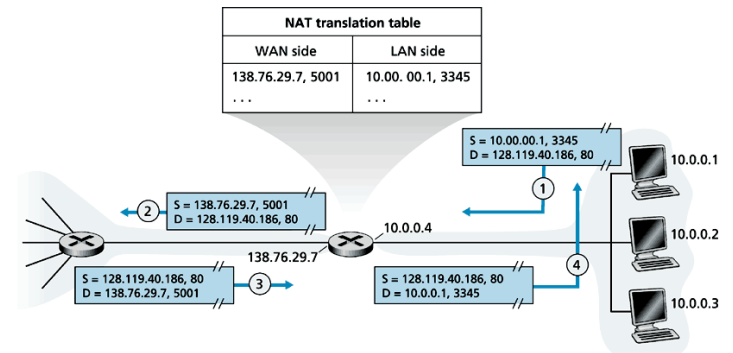 NAT translation table
WAN side LAN side
138.76.29.7, 5001 10.00. 00.1, 3345
. . . . . .
S = 10.00.00.1, 3345
D = 128.119.40.186, 80
1
10.0.0.1
2
S = 138.76.29.7, 5001
D = 128.119.40.186, 80
10.0.0.4
10.0.0.2
138.76.29.7
S = 128.119.40.186, 80
D = 138.76.29.7, 5001
3
S = 128.119.40.186, 80
D = 10.0.0.1, 3345
4
10.0.0.3